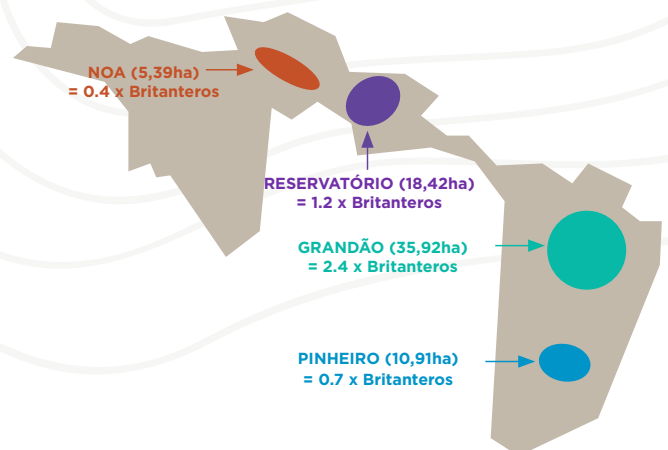 NOA (5,39ha)
= 0.4 x Britanteros
RESERVATÓRIO (18,42ha)
= 1.2 x Britanteros
GRANDÃO (35,92ha)
= 2.4 x Britanteros
PINHEIRO (10,91ha)
= 0.7 x Britanteros